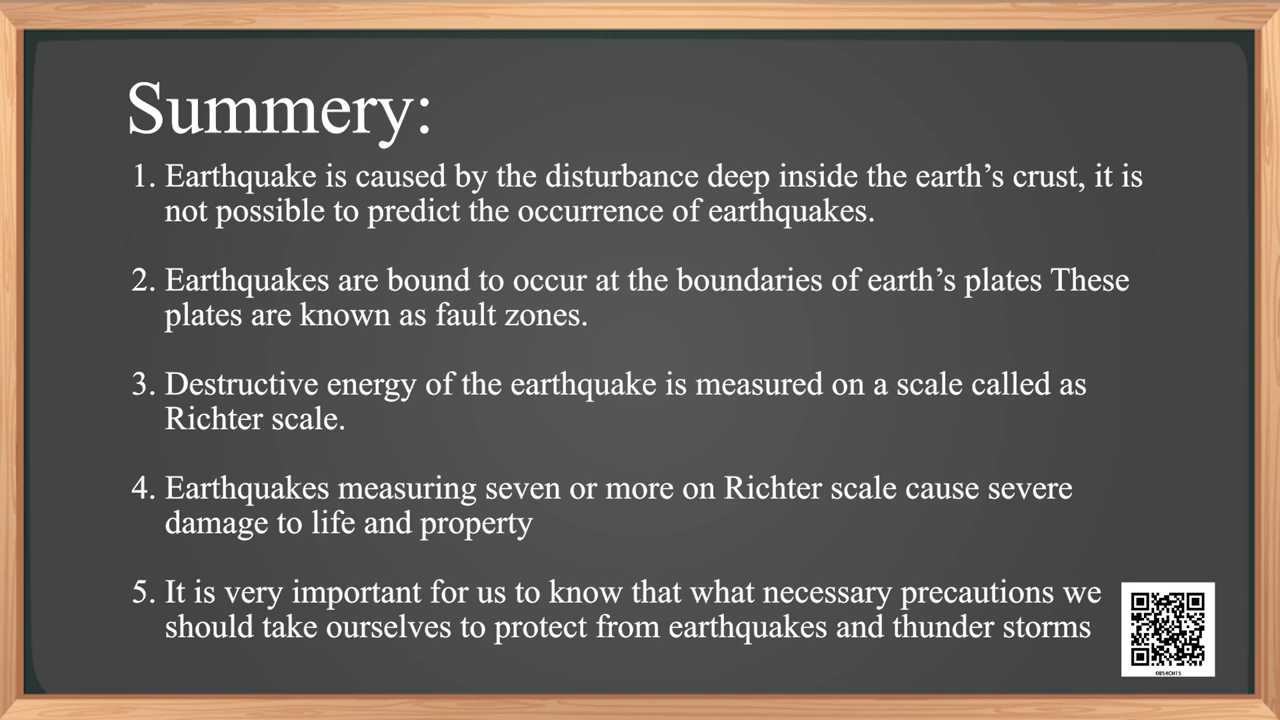 Summery:
1. Earthquake is caused by the disturbance deep inside the earth’s crust, it is
not possible to predict the occurrence of earthquakes.
2. Earthquakes are bound to occur at the boundaries of earth’s plates These
plates are known as fault zones.
3. Destructive energy of the earthquake is measured on a scale called as
Richter scale.
4. Earthquakes measuring seven or more on Richter scale cause severe
damage to life and property
5. It is very important for us to know that what necessary precautions we
should take ourselves to protect from earthquakes and thunder storms
0854CH15